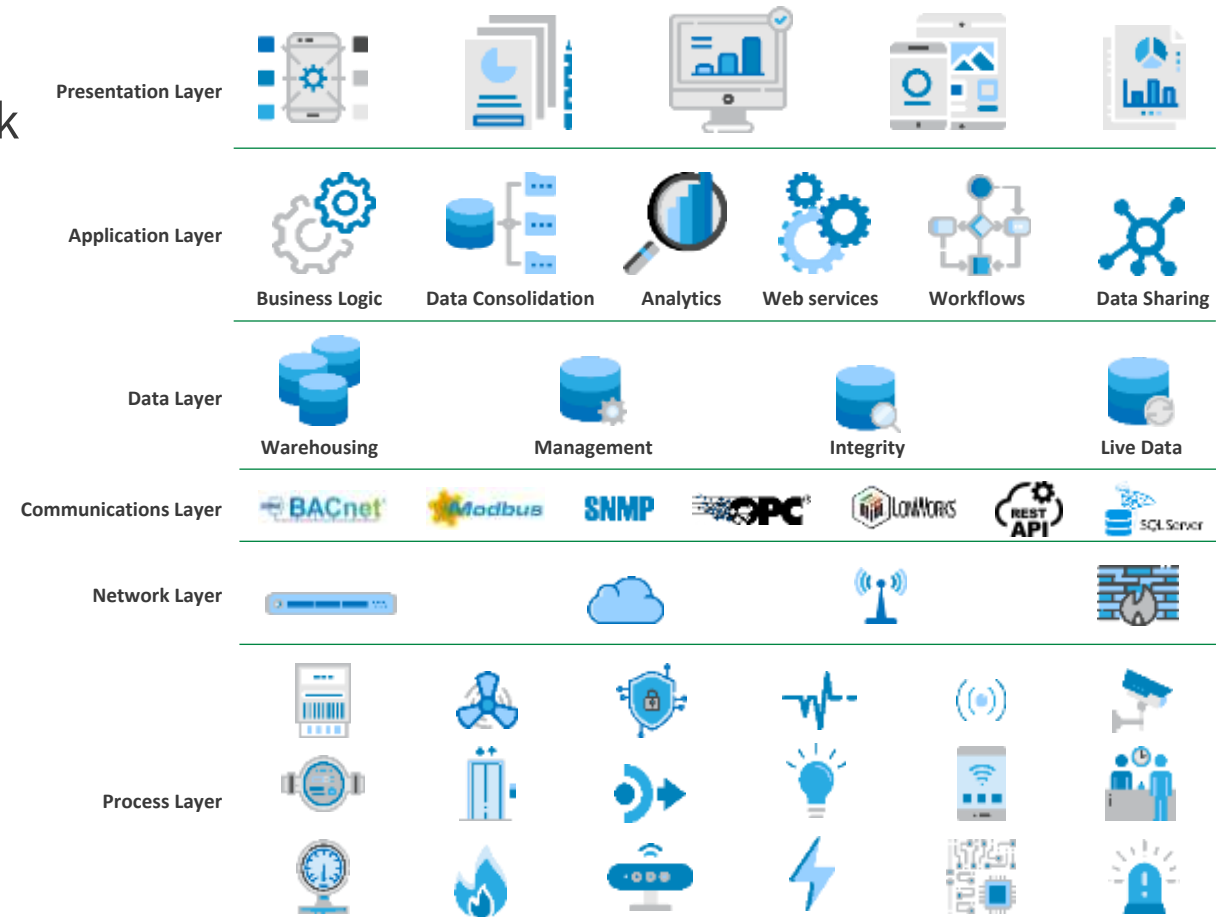 k
Presentation Layer
Application Layer
Business Logic
Data Consolidation
Analytics
Web services
Workflows
Data Sharing
Data Layer
Warehousing
Management
Integrity
Live Data
Communications Layer
BACnet
Modbus
SNMP
OPC
LONWORKS
REST
API
SQL Server
Network Layer
Process Layer